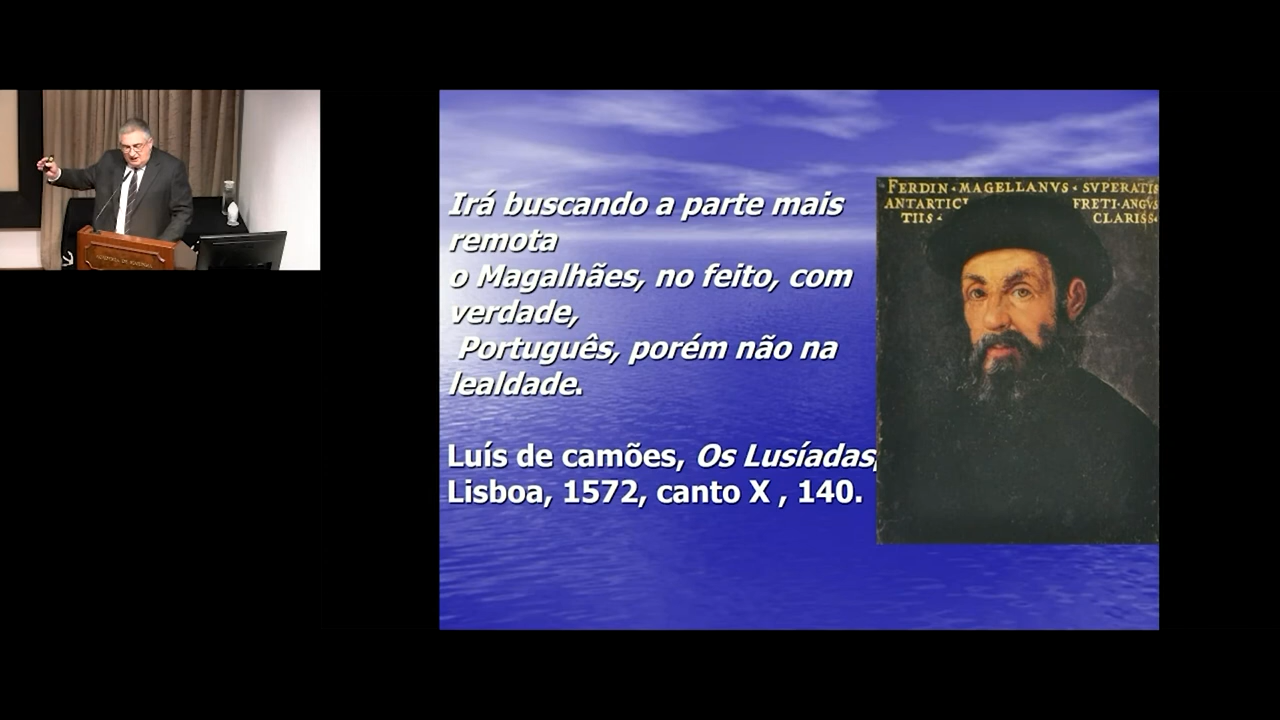 Irá buscando a parte mais
remota
o Magalhães, no feito, com
verdade,
Português, porém não na
lealdade.
Luís de camões, Os Lusíadas,
Lisboa, 1572, canto X , 140.
FERDIN · MAGELLANVS · SVPERATIS
ANTARTICI FRETI · ANGVS
TIIS · CLARISS·